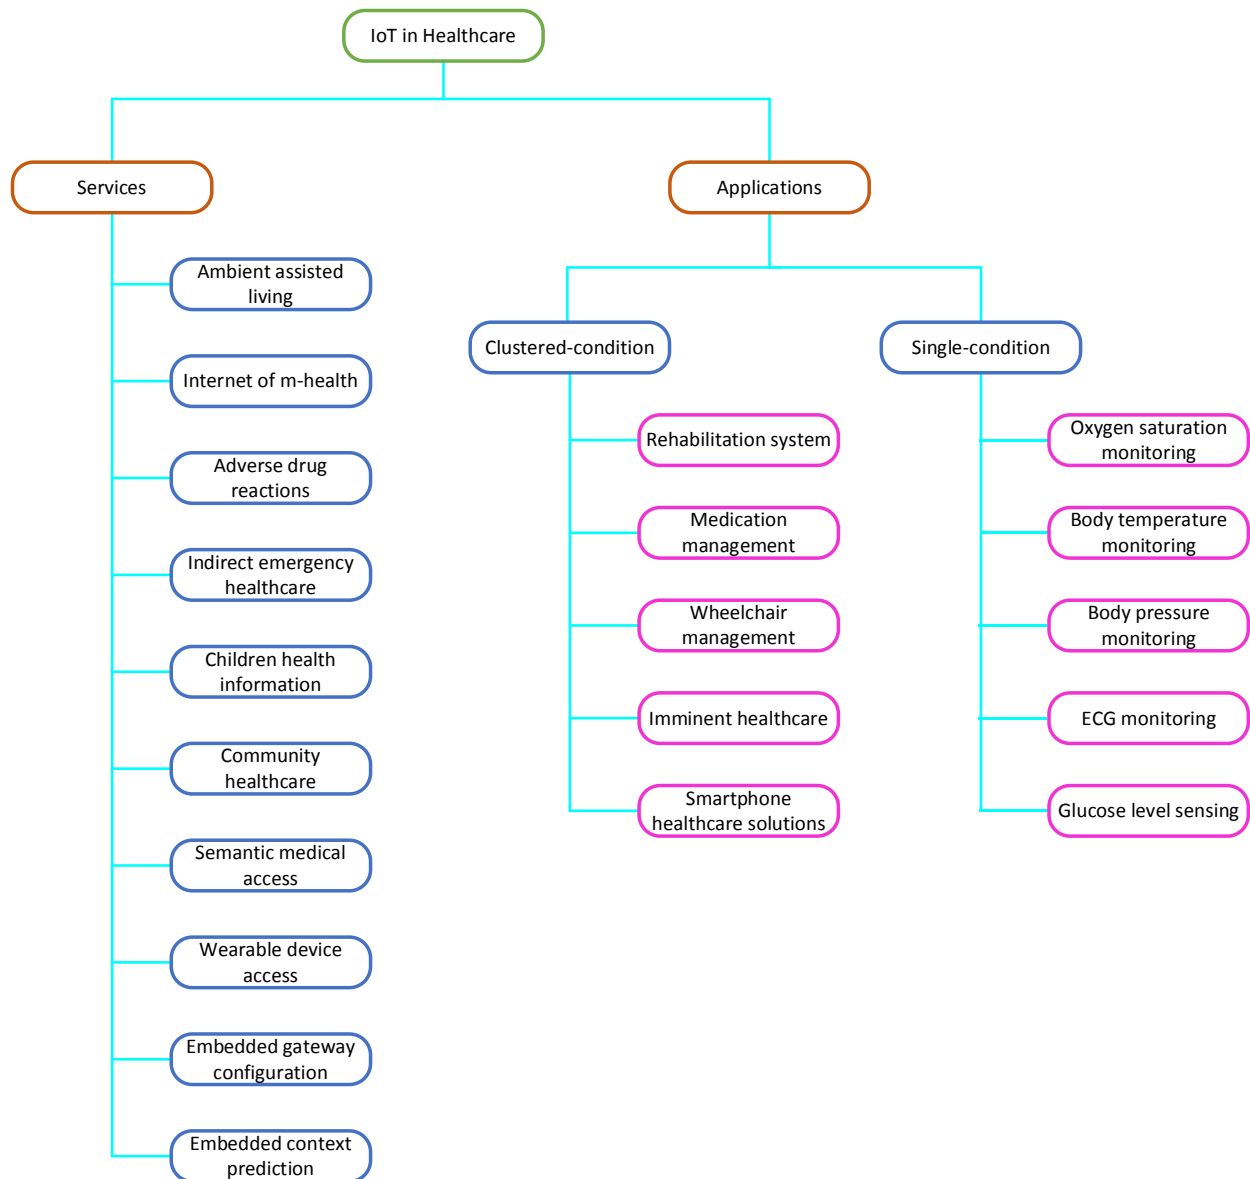 IoT in Healthcare
Services
Applications
Ambient assisted
living
Internet of m-health
Adverse drug
reactions
Indirect emergency
healthcare
Children health
information
Community
healthcare
Semantic medical
access
Wearable device
access
Embedded gateway
configuration
Embedded context
prediction
Clustered-condition
Rehabilitation system
Medication
management
Wheelchair
management
Imminent healthcare
Smartphone
healthcare solutions
Single-condition
Oxygen saturation
monitoring
Body temperature
monitoring
Body pressure
monitoring
ECG monitoring
Glucose level sensing